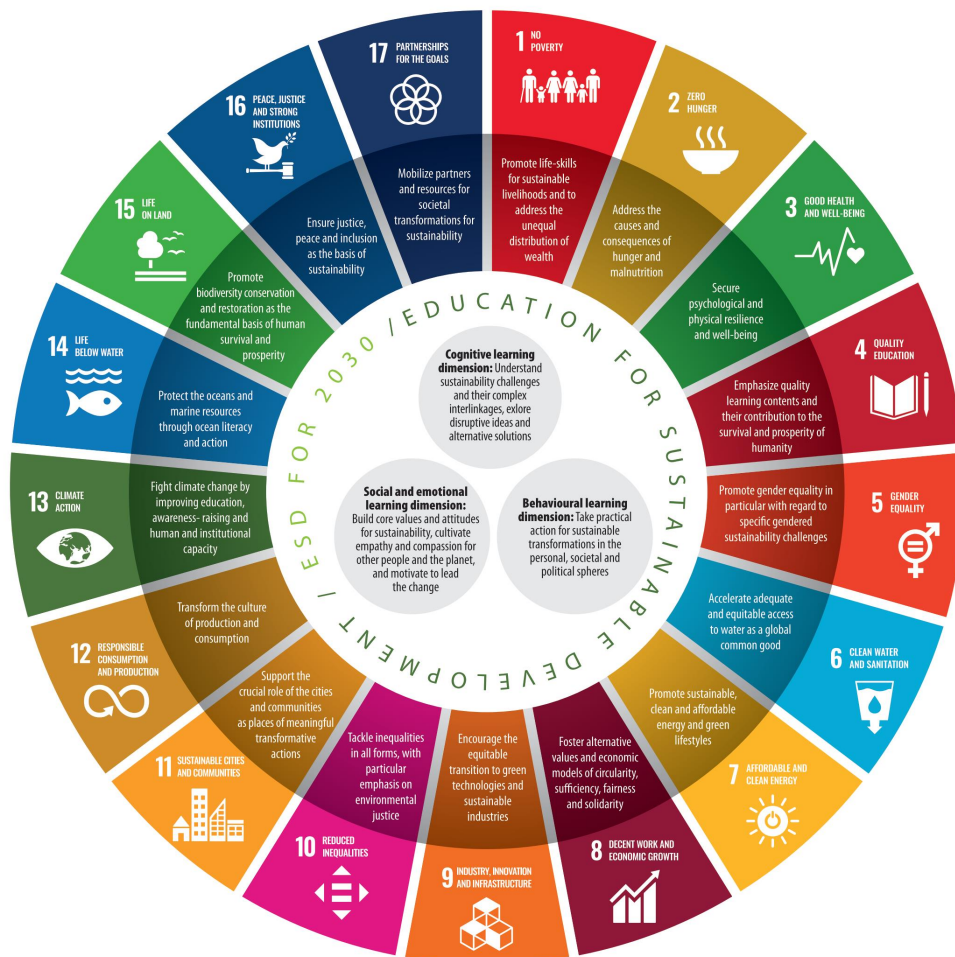 1 NO
POVERTY
Promote life-skills
for sustainable
livelihoods and to
address the
unequal
distribution of
wealth
2 ZERO
HUNGER
Address the
causes and
consequences of
hunger and
malnutrition
3 GOOD HEALTH
AND WELL-BEING
Secure
psychological and
physical resilience
and well-being
4 QUALITY
EDUCATION
Emphasize quality
learning contents and
their contribution to the
survival and prosperity of
humanity
5 GENDER
EQUALITY
Promote gender equality in
particular with regard to
specific gendered
sustainability challenges
6 CLEAN WATER
AND SANITATION
Accelerate adequate
and equitable access
to water as a global
common good
7 AFFORDABLE AND
CLEAN ENERGY
Promote sustainable,
clean and affordable
energy and green
lifestyles
8 DECENT WORK AND
ECONOMIC GROWTH
Foster alternative
values and economic
models of circularity,
sufficiency, fairness
and solidarity
9 INDUSTRY, INNOVATION
AND INFRASTRUCTURE
Encourage the
equitable
transition to green
technologies and
sustainable
industries
10 REDUCED
INEQUALITIES
Tackle inequalities
in all forms, with
particular
emphasis on
environmental
justice
11 SUSTAINABLE CITIES
AND COMMUNITIES
Support the
crucial role of the cities
and communities
as places of meaningful
transformative
actions
12 RESPONSIBLE
CONSUMPTION
AND PRODUCTION
Transform the culture
of production and
consumption
13 CLIMATE
ACTION
Fight climate change by
improving education,
awareness- raising and
human and institutional
capacity
14 LIFE
BELOW WATER
Protect the oceans and
marine resources
through ocean literacy
and action
15 LIFE
ON LAND
Promote
biodiversity conservation
and restoration as the
fundamental basis of human
survival and
prosperity
16 PEACE, JUSTICE
AND STRONG
INSTITUTIONS
Ensure justice,
peace and inclusion
as the basis of
sustainability
17 PARTNERSHIPS
FOR THE GOALS
Mobilize partners
and resources for
societal
transformations for
sustainability
ESD FOR 2030 / EDUCATION FOR SUSTAINABLE DEVELOPMENT /
Cognitive learning
dimension: Understand
sustainability challenges
and their complex
interlinkages, exlore
disruptive ideas and
alternative solutions
Social and emotional
learning dimension:
Build core values and attitudes
for sustainability, cultivate
empathy and compassion for
other people and the planet,
and motivate to lead
the change
Behavioural learning
dimension: Take practical
action for sustainable
transformations in the
personal, societal and
political spheres